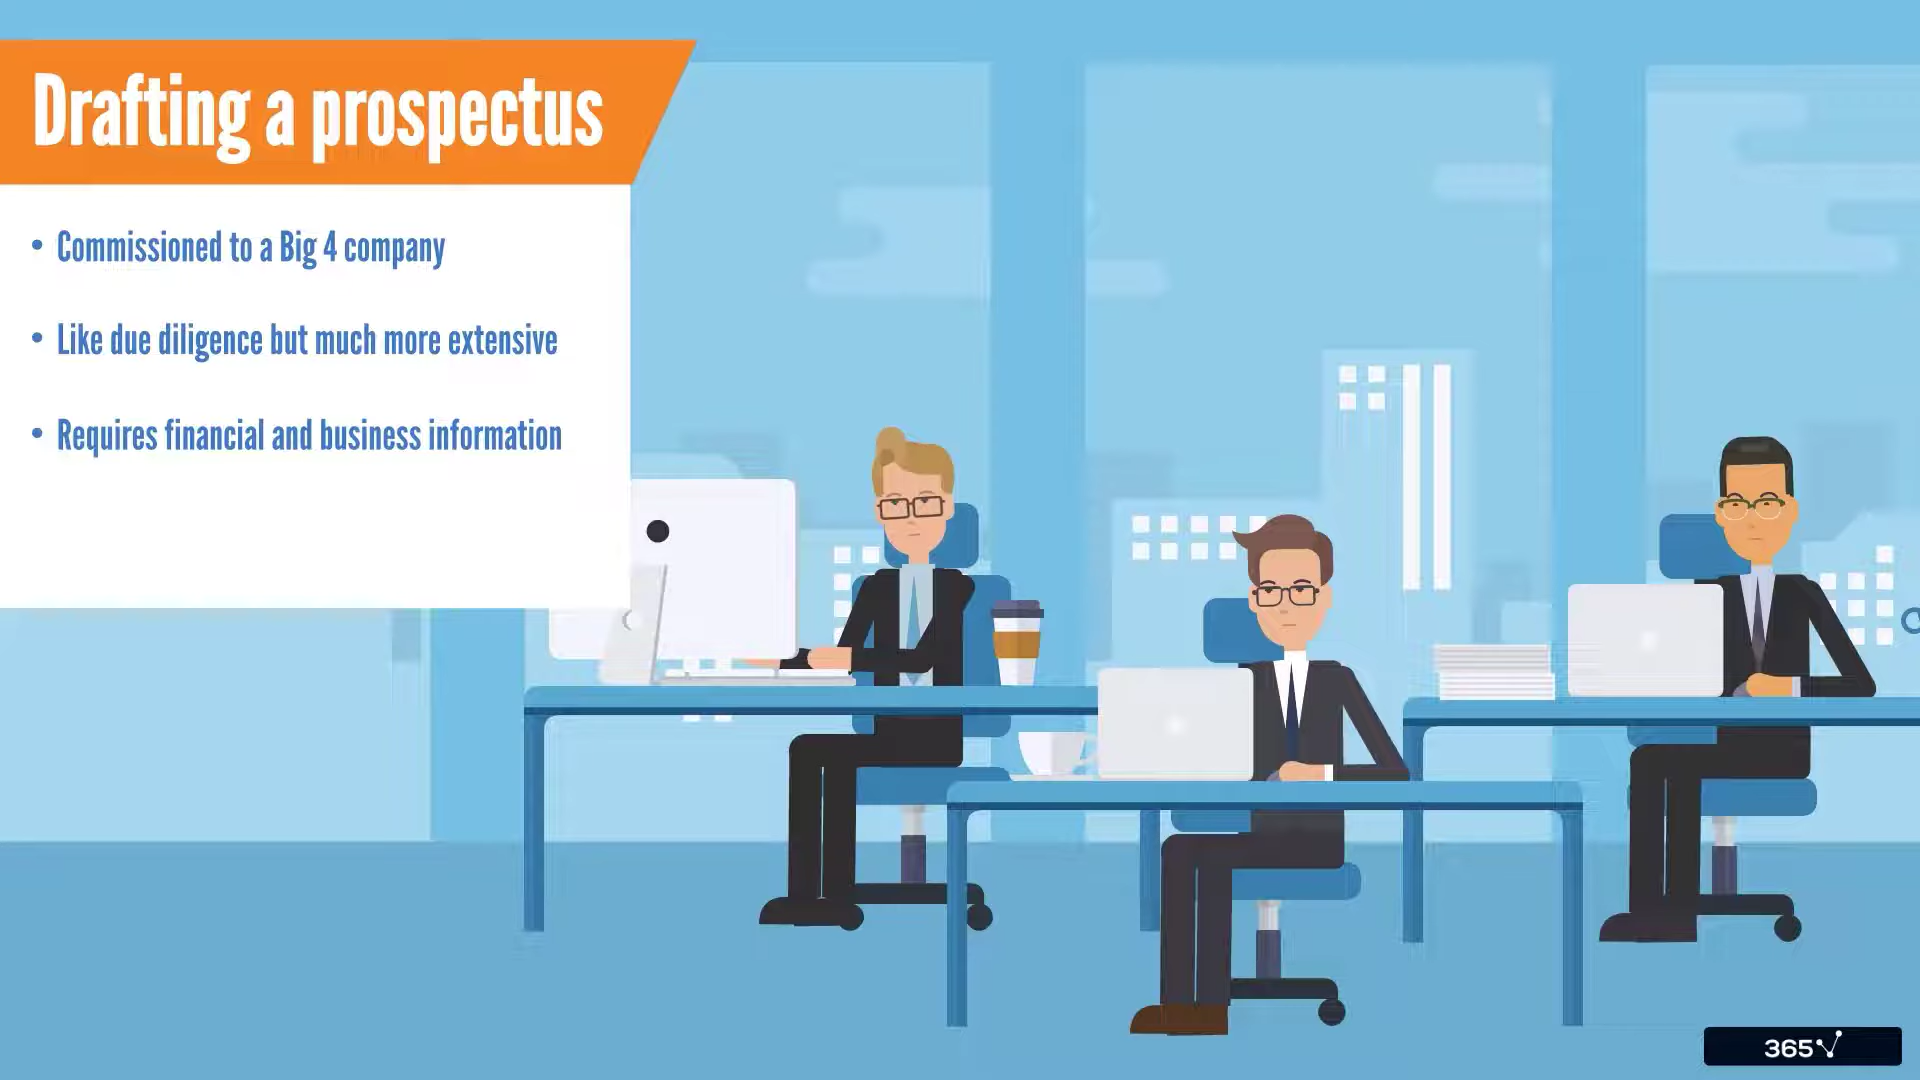 Drafting a prospectus
• Commissioned to a Big 4 company
• Like due diligence but much more extensive
• Requires financial and business information
365